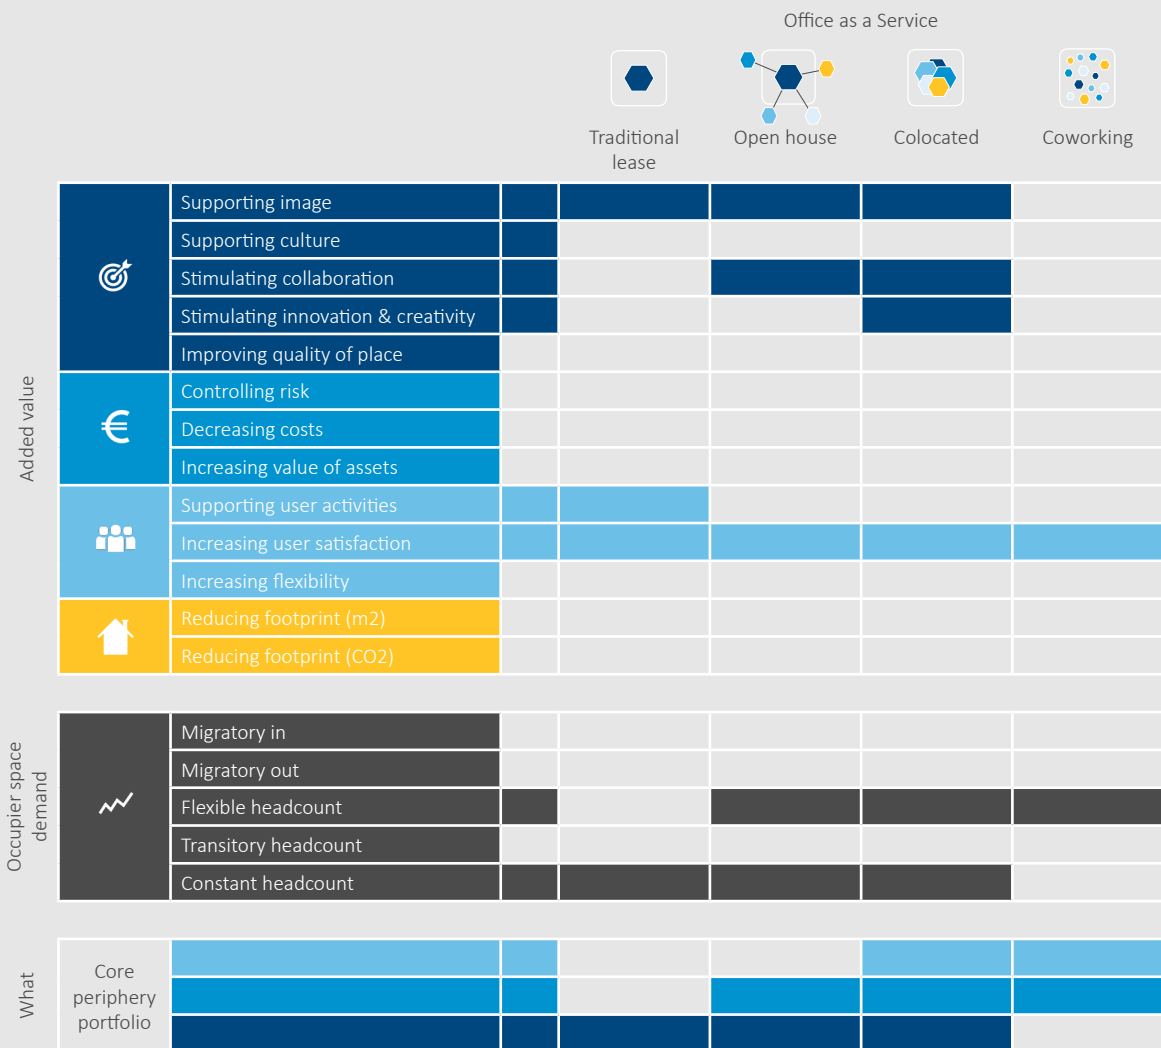 Office as a Service
Traditional
lease
Open house
Colocated
Coworking
Added value
Supporting image
Supporting culture
Stimulating collaboration
Stimulating innovation & creativity
Improving quality of place
€
Controlling risk
Decreasing costs
Increasing value of assets
Supporting user activities
Increasing user satisfaction
Increasing flexibility
Reducing footprint (m2)
Reducing footprint (CO2)
Occupier space
demand
Migratory in
Migratory out
Flexible headcount
Transitory headcount
Constant headcount
What
Core
periphery
portfolio